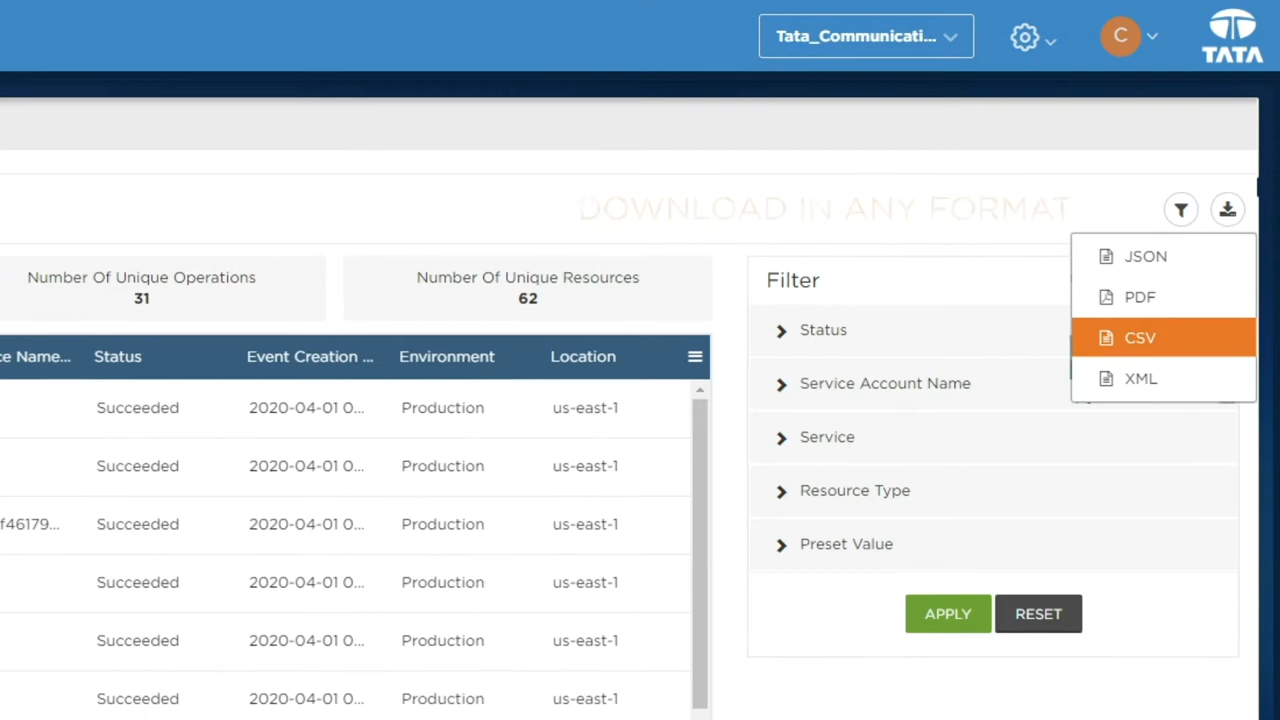 Tata_Communicati...
C
TATA
DOWNLOAD IN ANY FORMAT
JSON
PDF
CSV
XML
Number Of Unique Operations
31
Number Of Unique Resources
62
Filter
Status
Service Account Name
Service
Resource Type
Preset Value
APPLY RESET
ce Name... Status Event Creation ... Environment Location
Succeeded 2020-04-01 0... Production us-east-1
Succeeded 2020-04-01 0... Production us-east-1
f46179... Succeeded 2020-04-01 0... Production us-east-1
Succeeded 2020-04-01 0... Production us-east-1
Succeeded 2020-04-01 0... Production us-east-1
Succeeded 2020-04-01 0... Production us-east-1